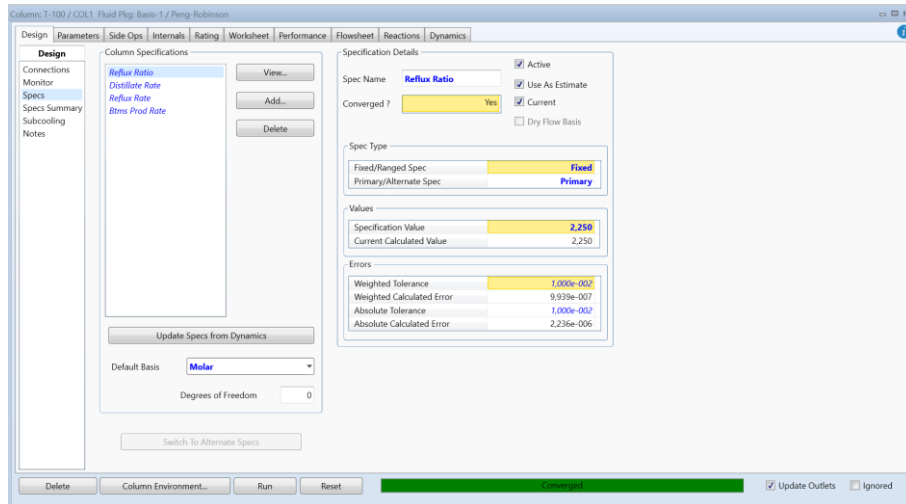 Column: T-100 / COL1 Fluid Pkg: Basis-1 / Peng-Robinson
Design Parameters Side Ops Internals Rating Worksheet Performance Flowsheet Reactions Dynamics
Design
Connections
Monitor
Specs
Specs Summary
Subcooling
Notes
Column Specifications
Reflux Ratio
Distillate Rate
Reflux Rate
Btms Prod Rate
View...
Add...
Delete
Update Specs from Dynamics
Default Basis Molar
Degrees of Freedom 0
Switch To Alternate Specs
Specification Details
Spec Name Reflux Ratio
Converged ? Yes
Active
Use As Estimate
Current
Dry Flow Basis
Spec Type
Fixed/Ranged Spec Fixed
Primary/Alternate Spec Primary
Values
Specification Value 2,250
Current Calculated Value 2,250
Errors
Weighted Tolerance 1,000e-002
Weighted Calculated Error 9,939e-007
Absolute Tolerance 1,000e-002
Absolute Calculated Error 2,236e-006
Delete Column Environment... Run Reset Converged Update Outlets Ignored